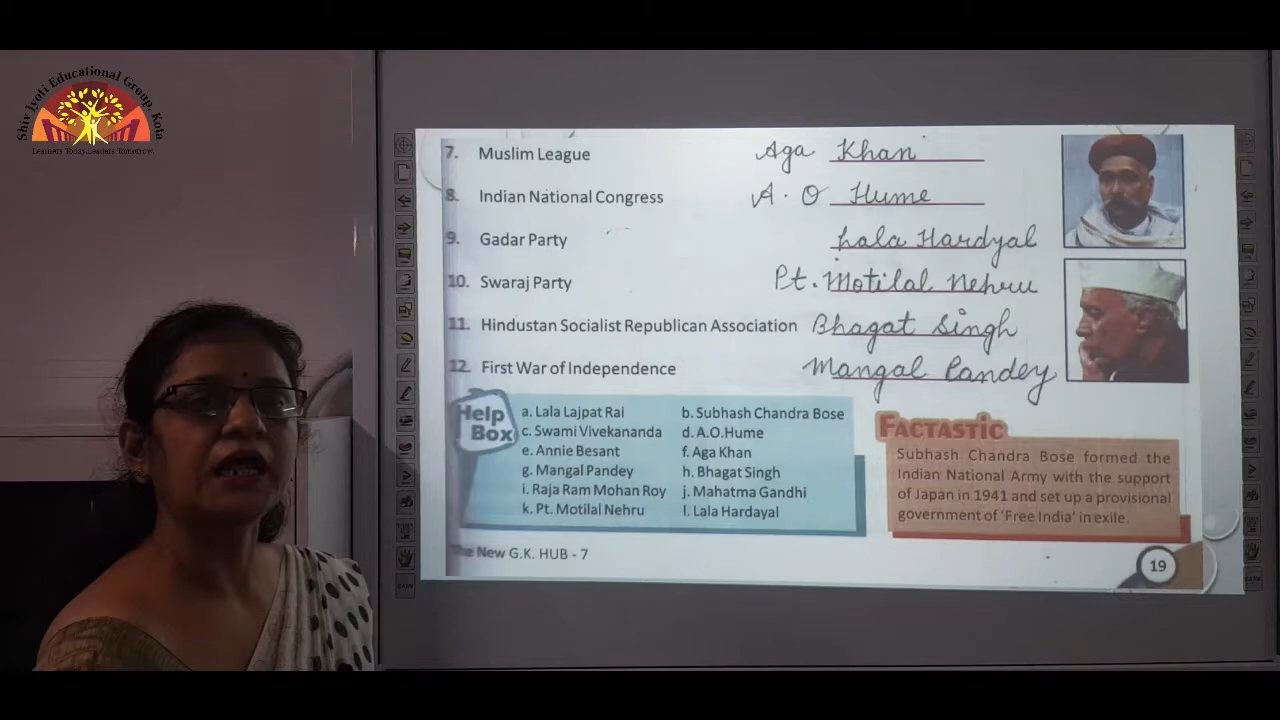 Shiv Jyoti Educational Group, Kota
Learners Today.Leaders Tomorrow.
7. Muslim League Aga Khan
8. Indian National Congress A.O Hume
9. Gadar Party Lala Hardyal
10. Swaraj Party Pt. Motilal Nehru
11. Hindustan Socialist Republican Association Bhagat Singh
12. First War of Independence Mangal Pandey
Help Box
a. Lala Lajpat Rai b. Subhash Chandra Bose
c. Swami Vivekananda d. A.O.Hume
e. Annie Besant f. Aga Khan
g. Mangal Pandey h. Bhagat Singh
i. Raja Ram Mohan Roy j. Mahatma Gandhi
k. Pt. Motilal Nehru l. Lala Hardayal
FACTASTIC
Subhash Chandra Bose formed the
Indian National Army with the support
of Japan in 1941 and set up a provisional
government of 'Free India' in exile.
The New G.K. HUB - 7
19